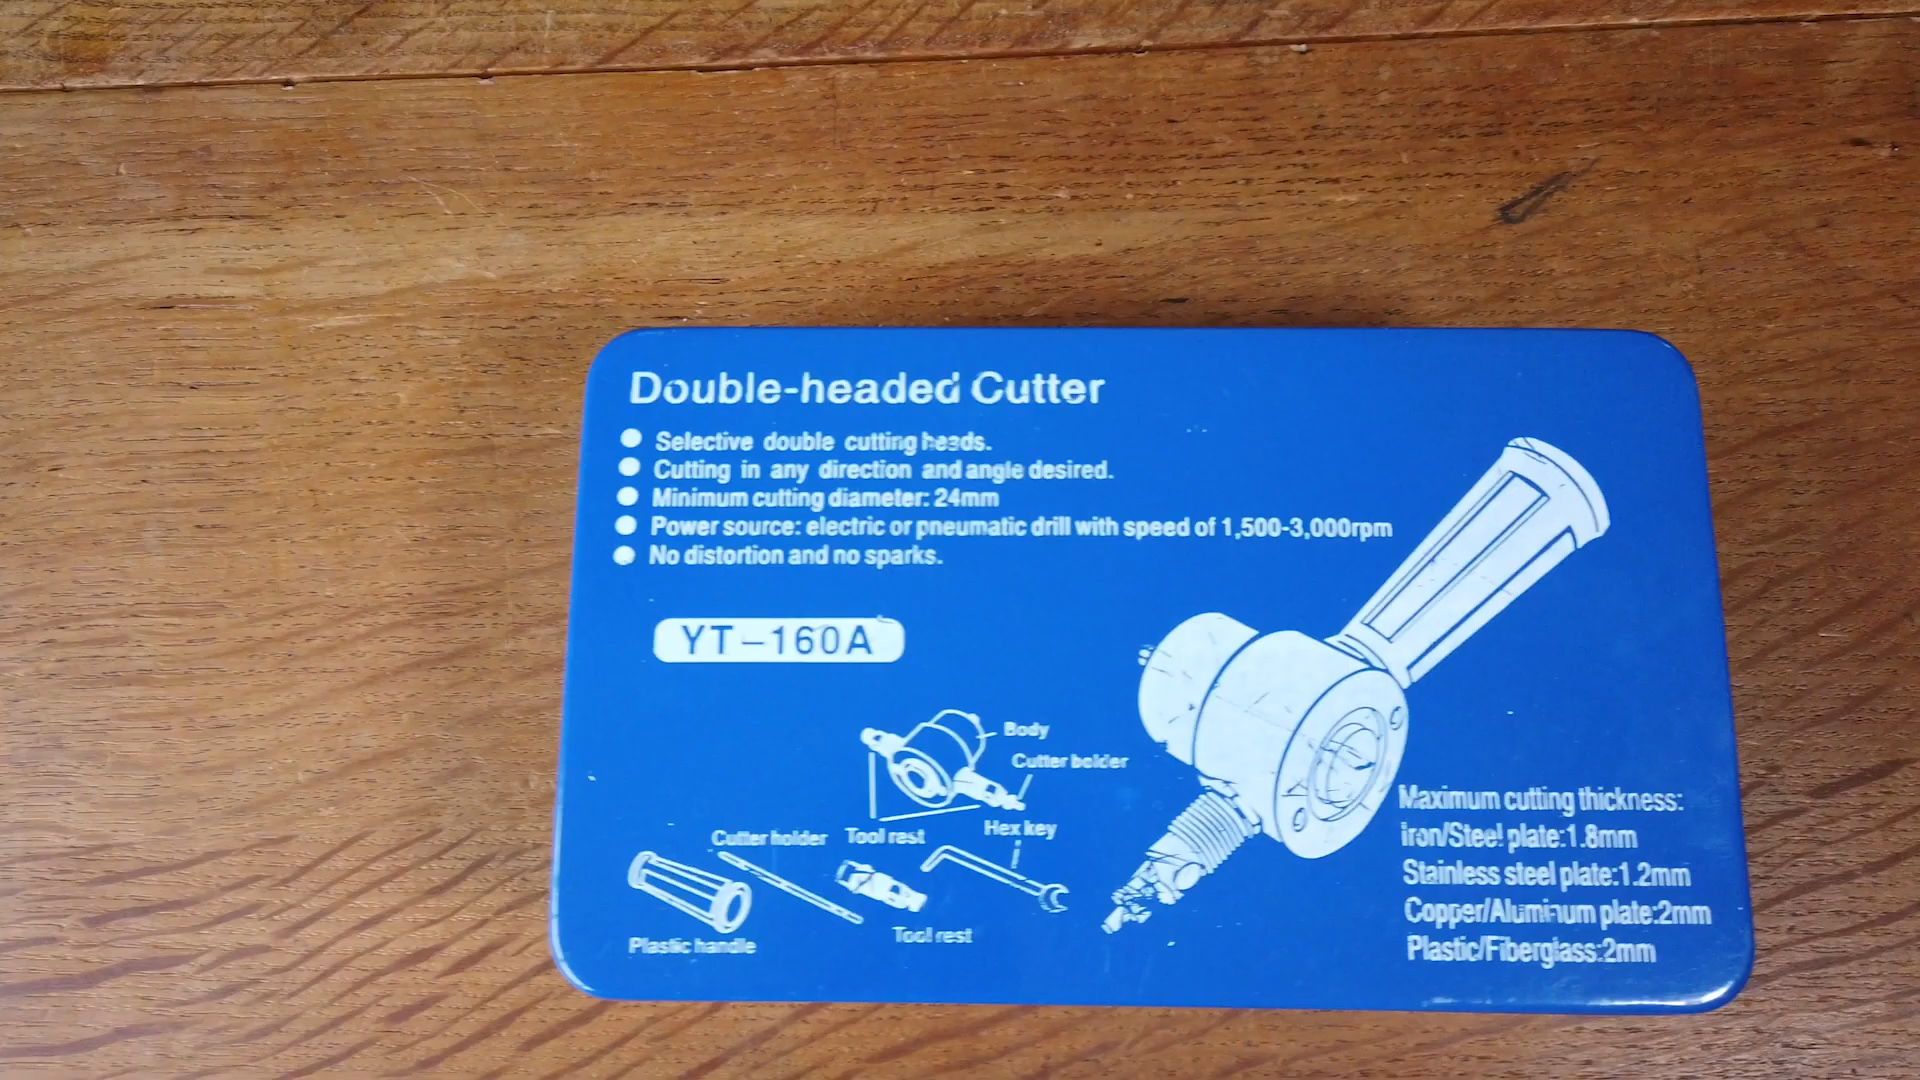 Double-headed Cutter
Selective double cutting heads.
Cutting in any direction and angle desired.
Minimum cutting diameter: 24mm
Power source: electric or pneumatic drill with speed of 1,500-3,000rpm
No distortion and no sparks.
YT-160A
Body
Cutter holder
Cutter holder
Tool rest
Hex key
Plastic handle
Tool rest
Maximum cutting thickness:
Iron/Steel plate:1.8mm
Stainless steel plate:1.2mm
Copper/Aluminum plate:2mm
Plastic/Fiberglass:2mm